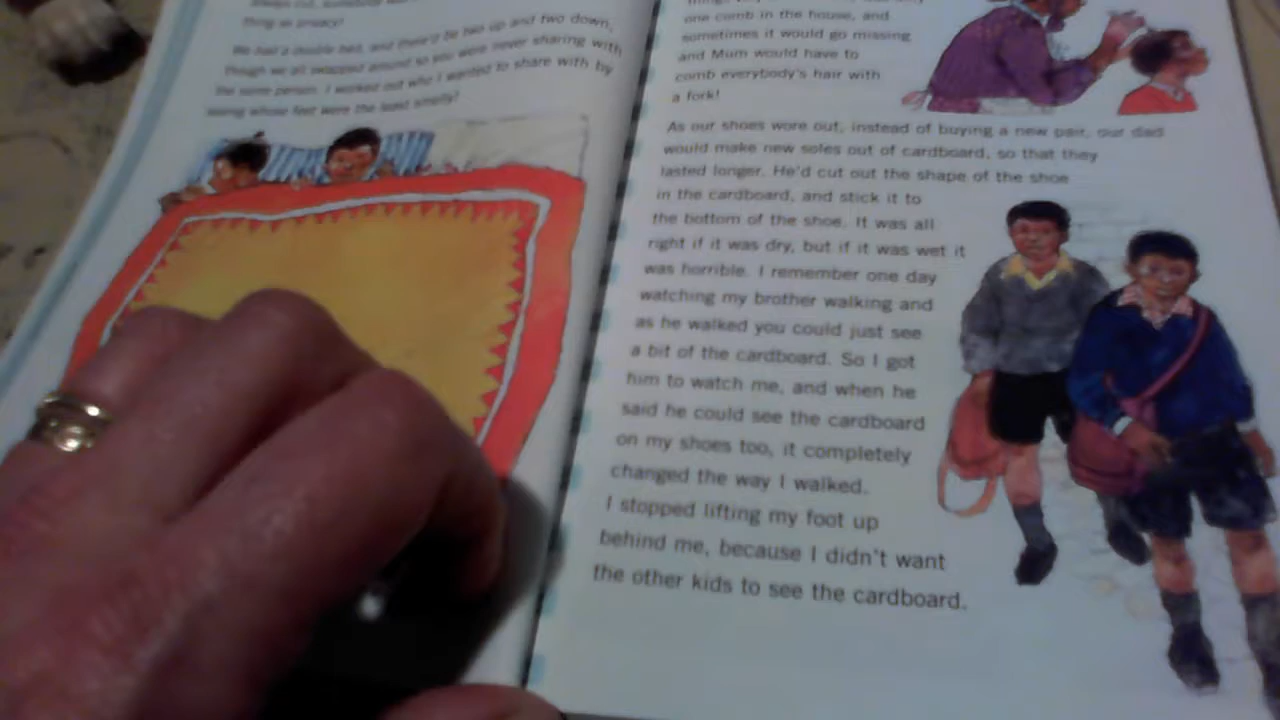 thing as privacy!
We had a double bed, and there'd be two up and two down,
though we all swapped around so you were never sharing with
the same person. I worked out who I wanted to share with by
seeing whose feet were the least smelly!
one comb in the house, and
sometimes it would go missing
and Mum would have to
comb everybody's hair with
a fork!
As our shoes wore out, instead of buying a new pair, our dad
would make new soles out of cardboard, so that they
lasted longer. He'd cut out the shape of the shoe
in the cardboard, and stick it to
the bottom of the shoe. It was all
right if it was dry, but if it was wet it
was horrible. I remember one day
watching my brother walking and
as he walked you could just see
a bit of the cardboard. So I got
him to watch me, and when he
said he could see the cardboard
on my shoes too, it completely
changed the way I walked.
I stopped lifting my foot up
behind me, because I didn't want
the other kids to see the cardboard.